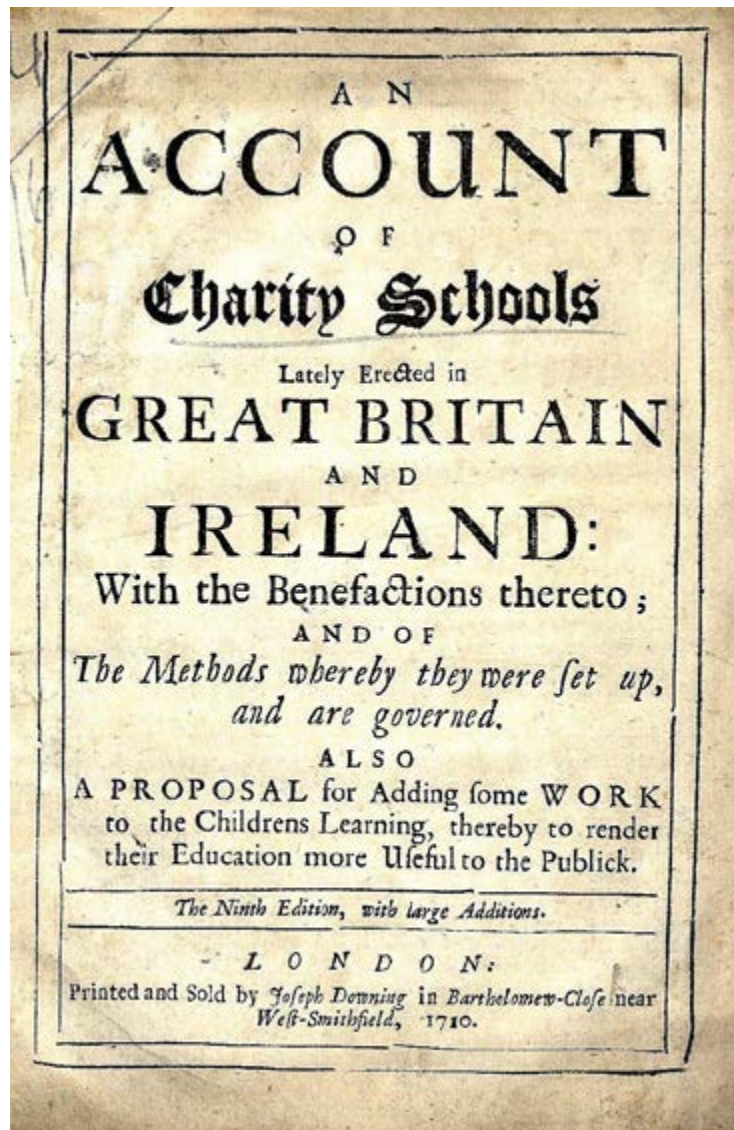 AN
ACCOUNT
OF
Charity Schools
Lately Erected in
GREAT BRITAIN
AND
IRELAND:
With the Benefactions thereto;
AND OF
The Methods whereby they were ſet up,
and are governed.
ALSO
A PROPOSAL for Adding ſome WORK
to the Childrens Learning, thereby to render
their Education more Uſeful to the Publick.
The Ninth Edition, with large Additions.
LONDON:
Printed and Sold by Joſeph Downing in Bartholomew-Cloſe near
Weſt-Smithfield, 1710.